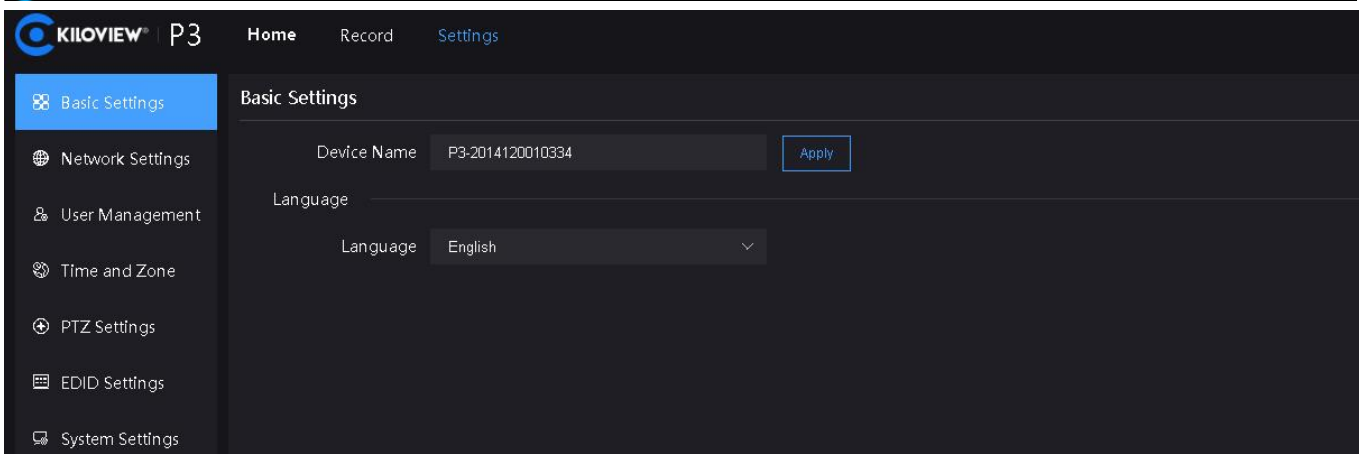 KILOVIEW® P3 Home Record Settings
Basic Settings
Network Settings
User Management
Time and Zone
PTZ Settings
EDID Settings
System Settings
Basic Settings
Device Name P3-2014120010334 Apply
Language
Language English